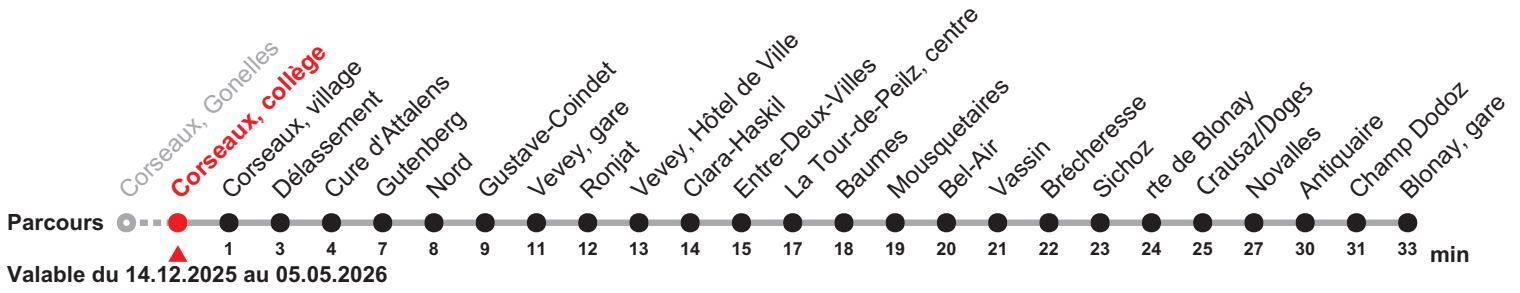 Corseaux, Gonelles
Corseaux, collège
Corseaux, village
Délassement
Cure d'Attalens
Gutenberg
Nord
Gustave-Coindet
Vevey, gare
Ronjat
Vevey, Hôtel de Ville
Clara-Haskil
Entre-Deux-Villes
La Tour-de-Peilz, centre
Baumes
Mousquetaires
Bel-Air
Vassin
Brécheresse
Sichoz
rte de Blonay
Crausaz/Doges
Novalles
Antiquaire
Champ Dodoz
Blonay, gare
Parcours
1 3 4 7 8 9 11 12 13 14 15 17 18 19 20 21 22 23 24 25 27 30 31 33 min
Valable du 14.12.2025 au 05.05.2026